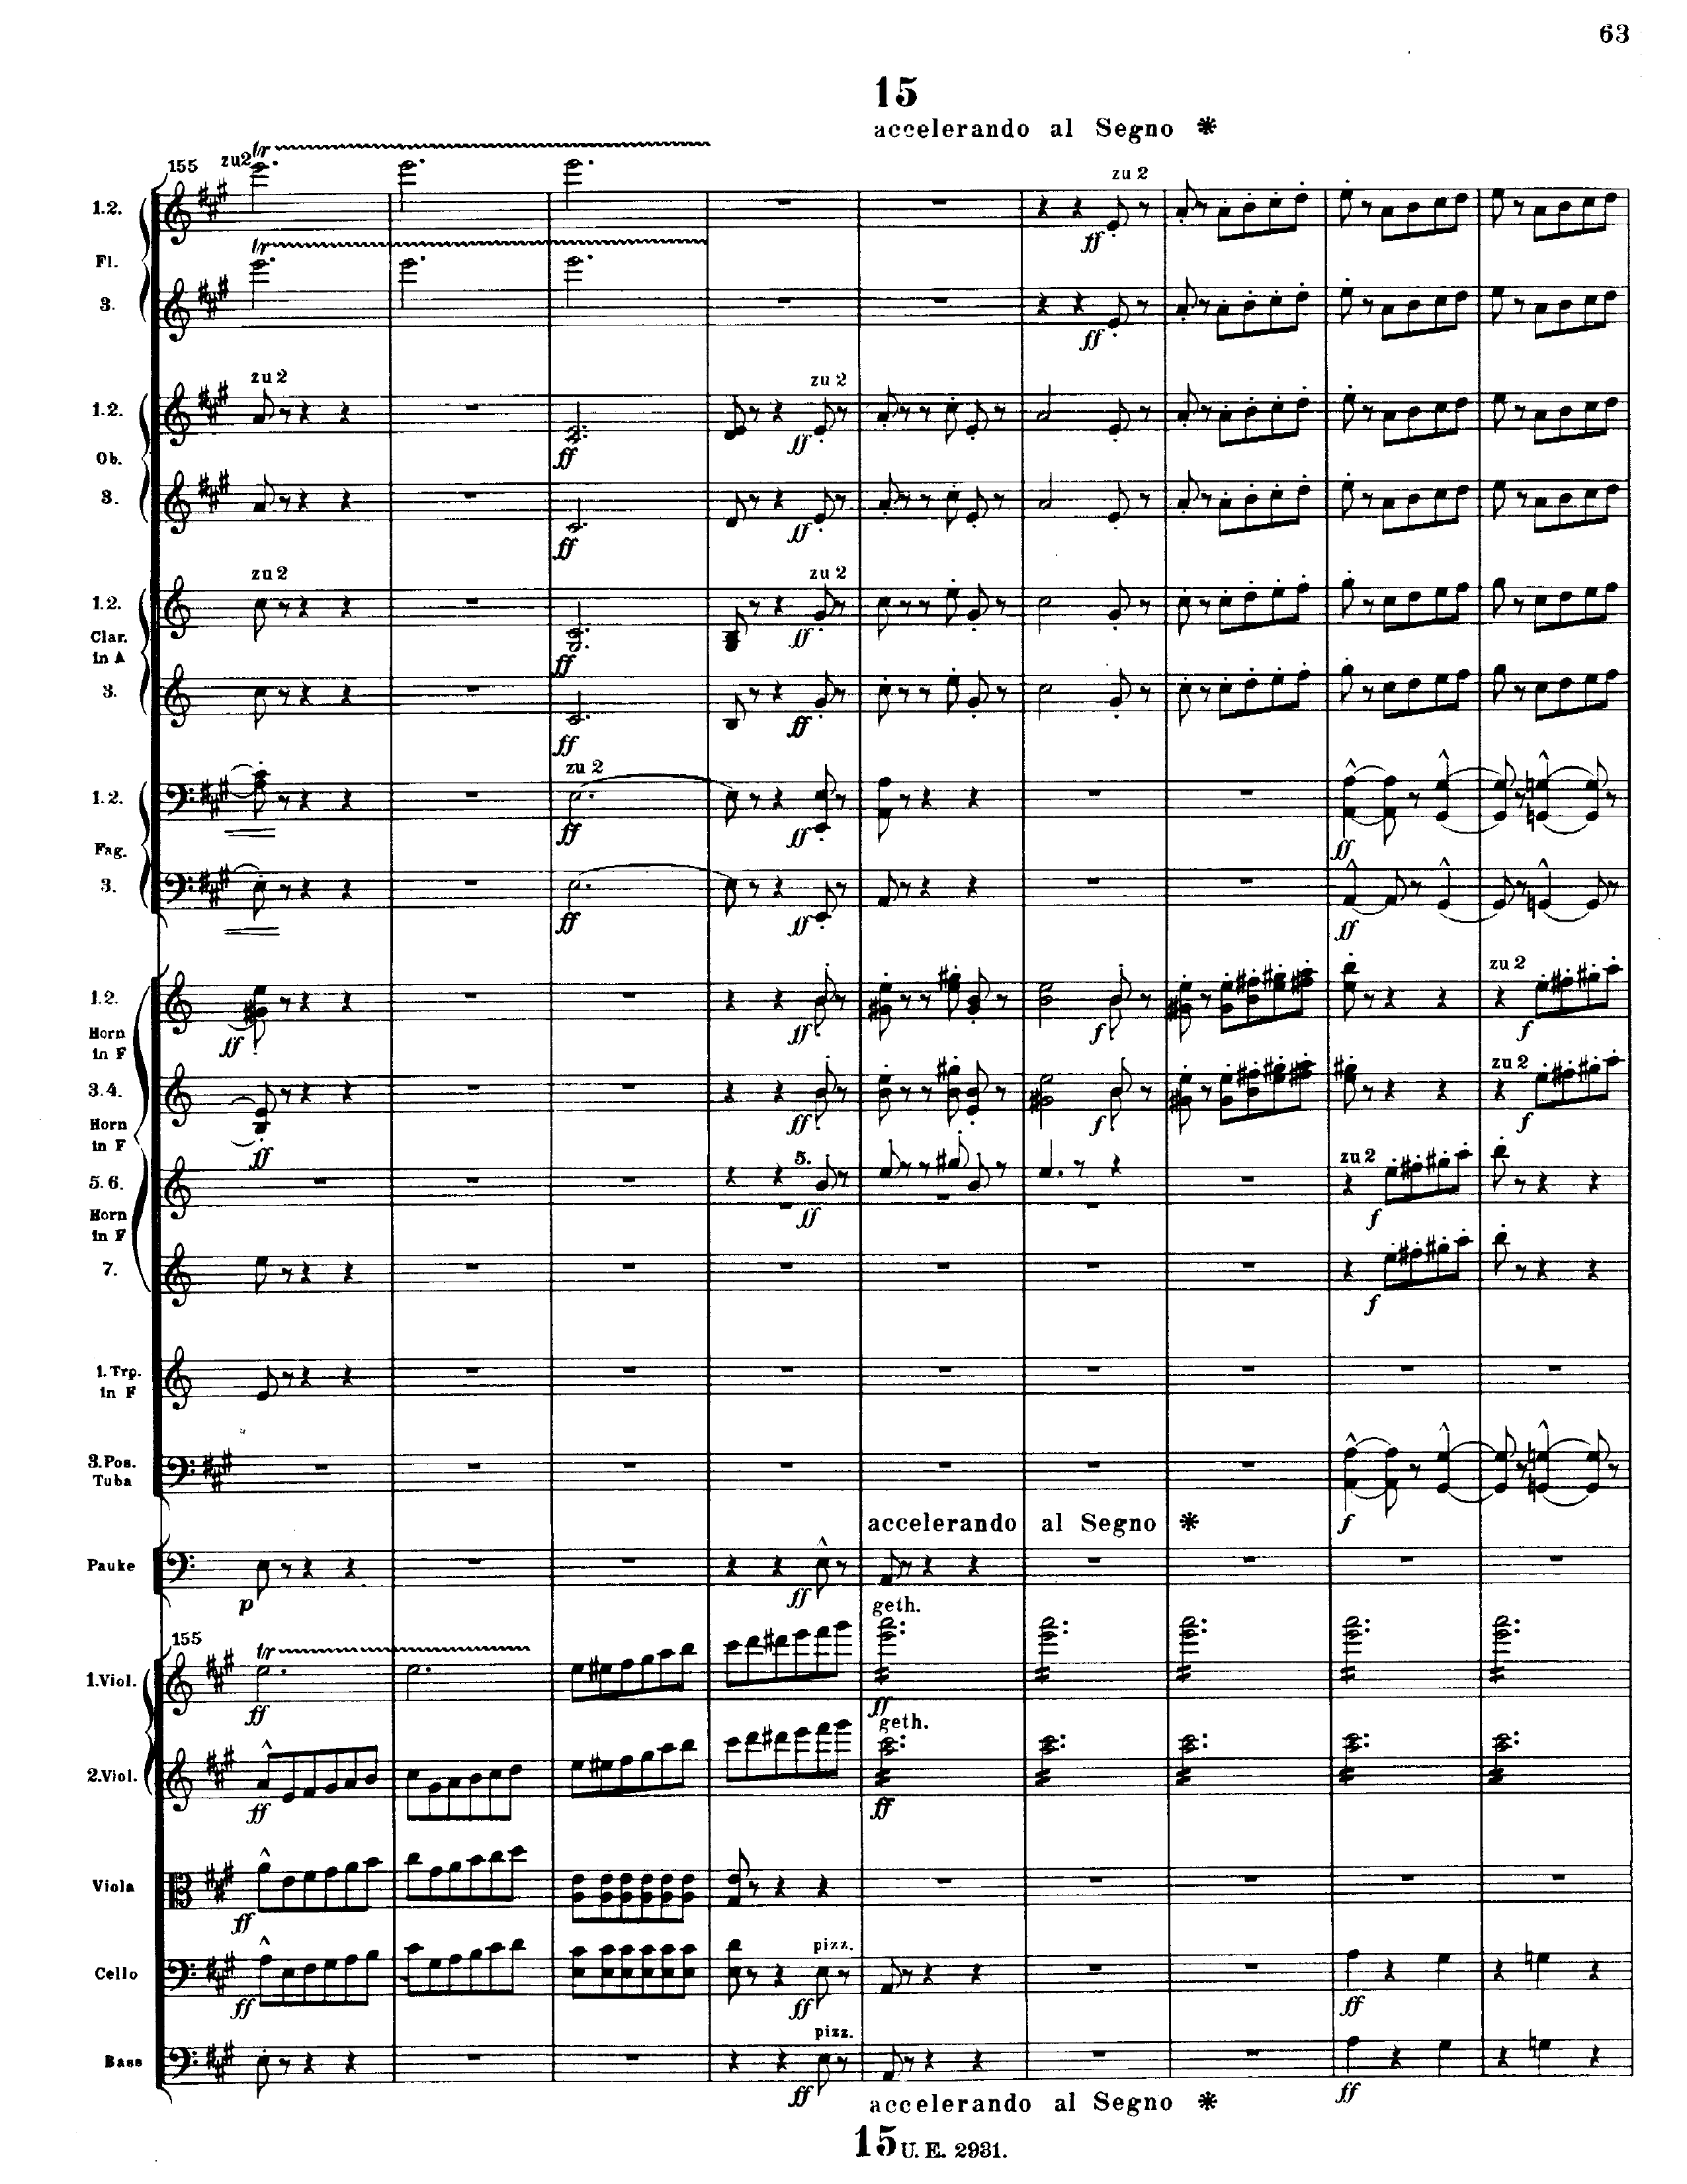 63
15
accelerando al Segno *
155 zu2 tr
1.2.
zu 2
ff
tr
Fl.
3.
ff
zu 2 zu 2
1.2.
ff ff
Ob.
3.
ff ff
zu 2 zu 2
1.2.
Clar.
in A
ff ff
3.
ff ff
zu 2
1.2.
ff ff ff
Fag.
3.
ff ff ff
1.2. zu 2
Horn
in F
ff ff f f
3.4. zu 2
Horn
in F
ff ff f f
5. zu 2
5. 6.
Horn
in F
ff f
7.
f
1. Trp.
in F
3. Pos.
Tuba
f
accelerando al Segno *
Pauke
p ff
geth.
155 tr
1. Viol.
ff ff
geth.
2. Viol.
ff ff
Viola
ff
pizz.
Cello
ff ff ff
pizz.
Bass
ff ff
accelerando al Segno *
15 U. E. 2931.